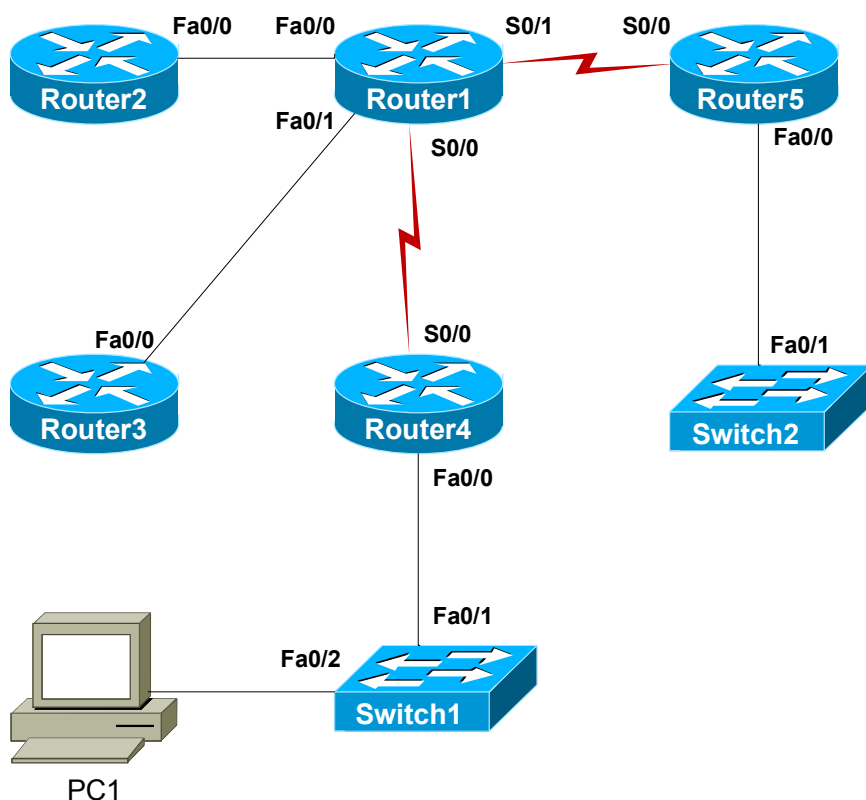 Fa0/0 Fa0/0 S0/1 S0/0
Router2 Router1 Router5
Fa0/1 S0/0 Fa0/0
Fa0/0 S0/0 Fa0/1
Router3 Router4 Switch2
Fa0/0
Fa0/1
Fa0/2
Switch1
PC1